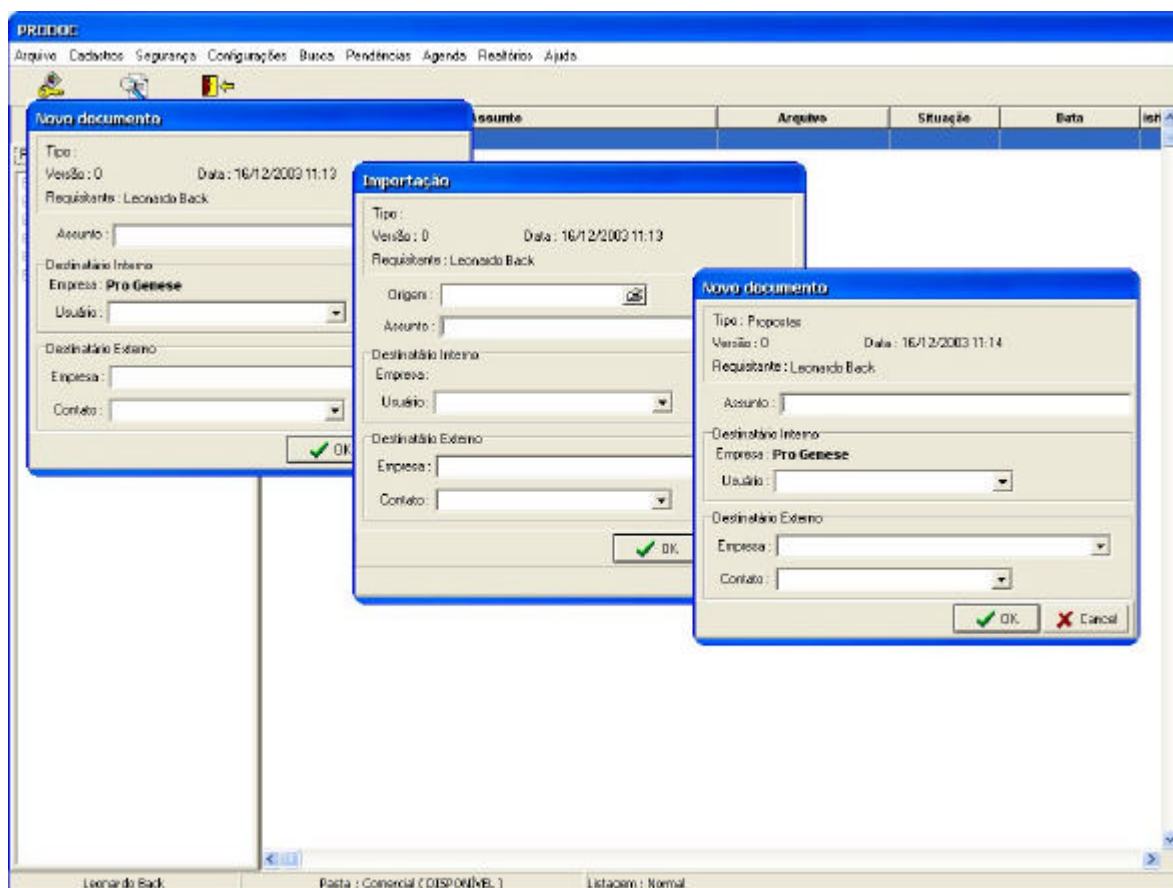 PRODOC
Arquivo Cadastros Segurança Configurações Busca Pendências Agenda Realtórios Ajuda
Assunto Arquivo Situação Data
Novo documento
Tipo :
Versão : 0 Data : 16/12/2003 11:13
Requisitante : Leonardo Back
Assunto :
Destinatário Interno
Empresa : Pro Genese
Usuário :
Destinatário Externo
Empresa :
Contato :
OK
Importação
Tipo :
Versão : 0 Data : 16/12/2003 11:13
Requisitante : Leonardo Back
Origem :
Assunto :
Destinatário Interno
Empresa :
Usuário :
Destinatário Externo
Empresa :
Contato :
OK
Novo documento
Tipo : Propostas
Versão : 0 Data : 16/12/2003 11:14
Requisitante : Leonardo Back
Assunto :
Destinatário Interno
Empresa : Pro Genese
Usuário :
Destinatário Externo
Empresa :
Contato :
OK Cancel
Leonardo Back Pasta : Comercial ( DISPONÍVEL ) Listagem : Normal